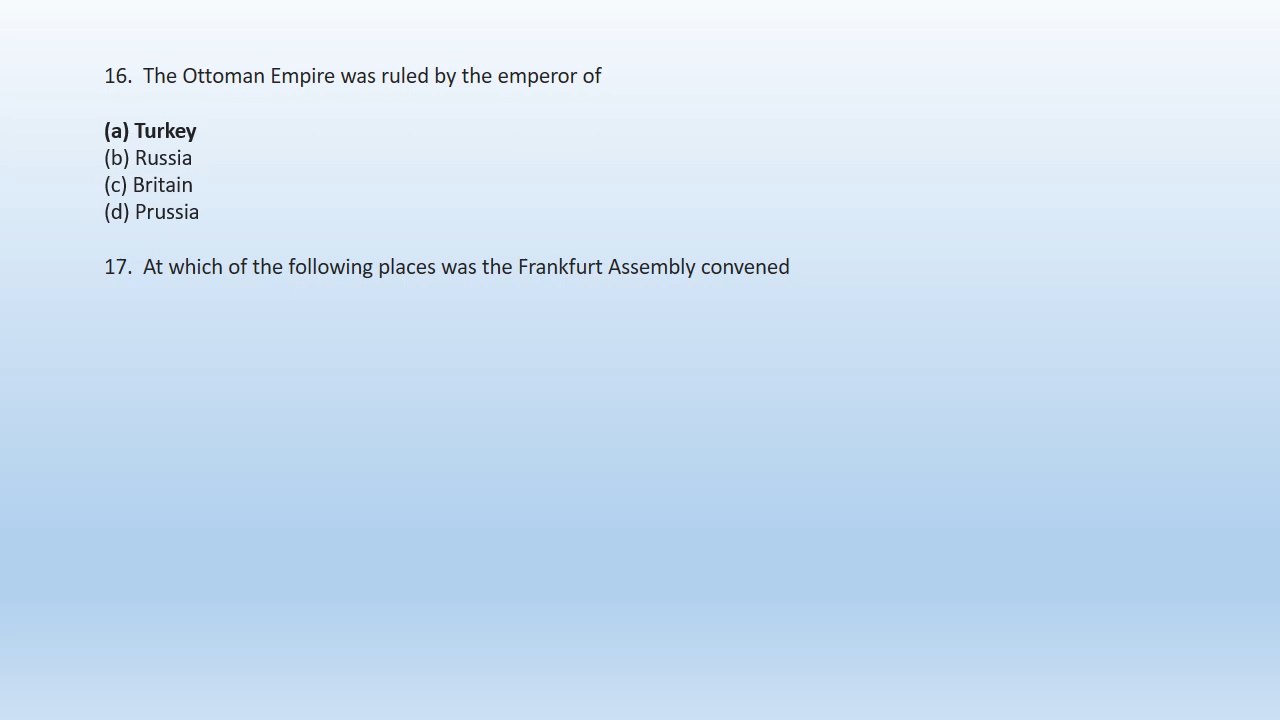 16.  The Ottoman Empire was ruled by the emperor of
(a) Turkey
(b) Russia
(c) Britain
(d) Prussia
17.  At which of the following places was the Frankfurt Assembly convened